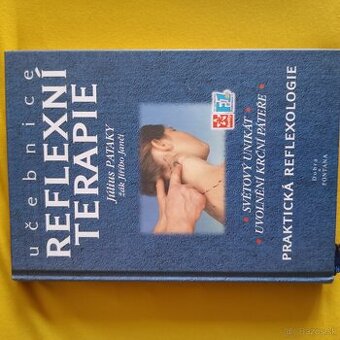 učebnice
REFLEXNÍ
TERAPIE
Július PATAKY
žák Jiřího Janči
• SVĚTOVÝ UNIKÁT •
• UVOLNĚNÍ KRČNÍ PÁTEŘE •
PRAKTICKÁ REFLEXOLOGIE
Dobra
FONTÁNA